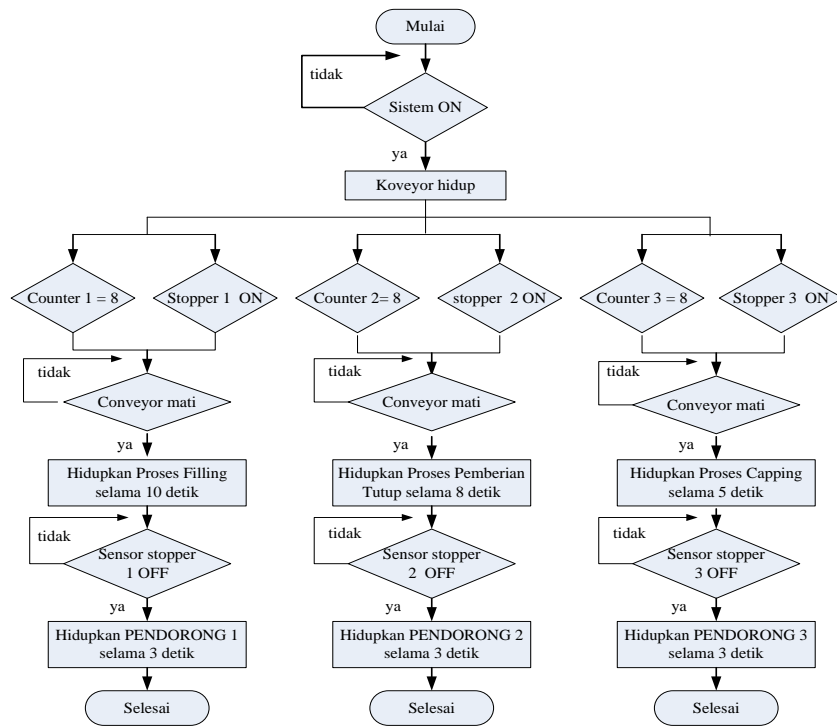 Mulai
tidak
Sistem ON
ya
Koveyor hidup
Counter 1 = 8
Stopper 1 ON
Counter 2= 8
stopper 2 ON
Counter 3 = 8
Stopper 3 ON
tidak
Conveyor mati
tidak
Conveyor mati
tidak
Conveyor mati
ya
ya
ya
Hidupkan Proses Filling
selama 10 detik
Hidupkan Proses Pemberian
Tutup selama 8 detik
Hidupkan Proses Capping
selama 5 detik
tidak
Sensor stopper
1 OFF
tidak
Sensor stopper
2 OFF
tidak
Sensor stopper
3 OFF
ya
ya
ya
Hidupkan PENDORONG 1
selama 3 detik
Hidupkan PENDORONG 2
selama 3 detik
Hidupkan PENDORONG 3
selama 3 detik
Selesai
Selesai
Selesai